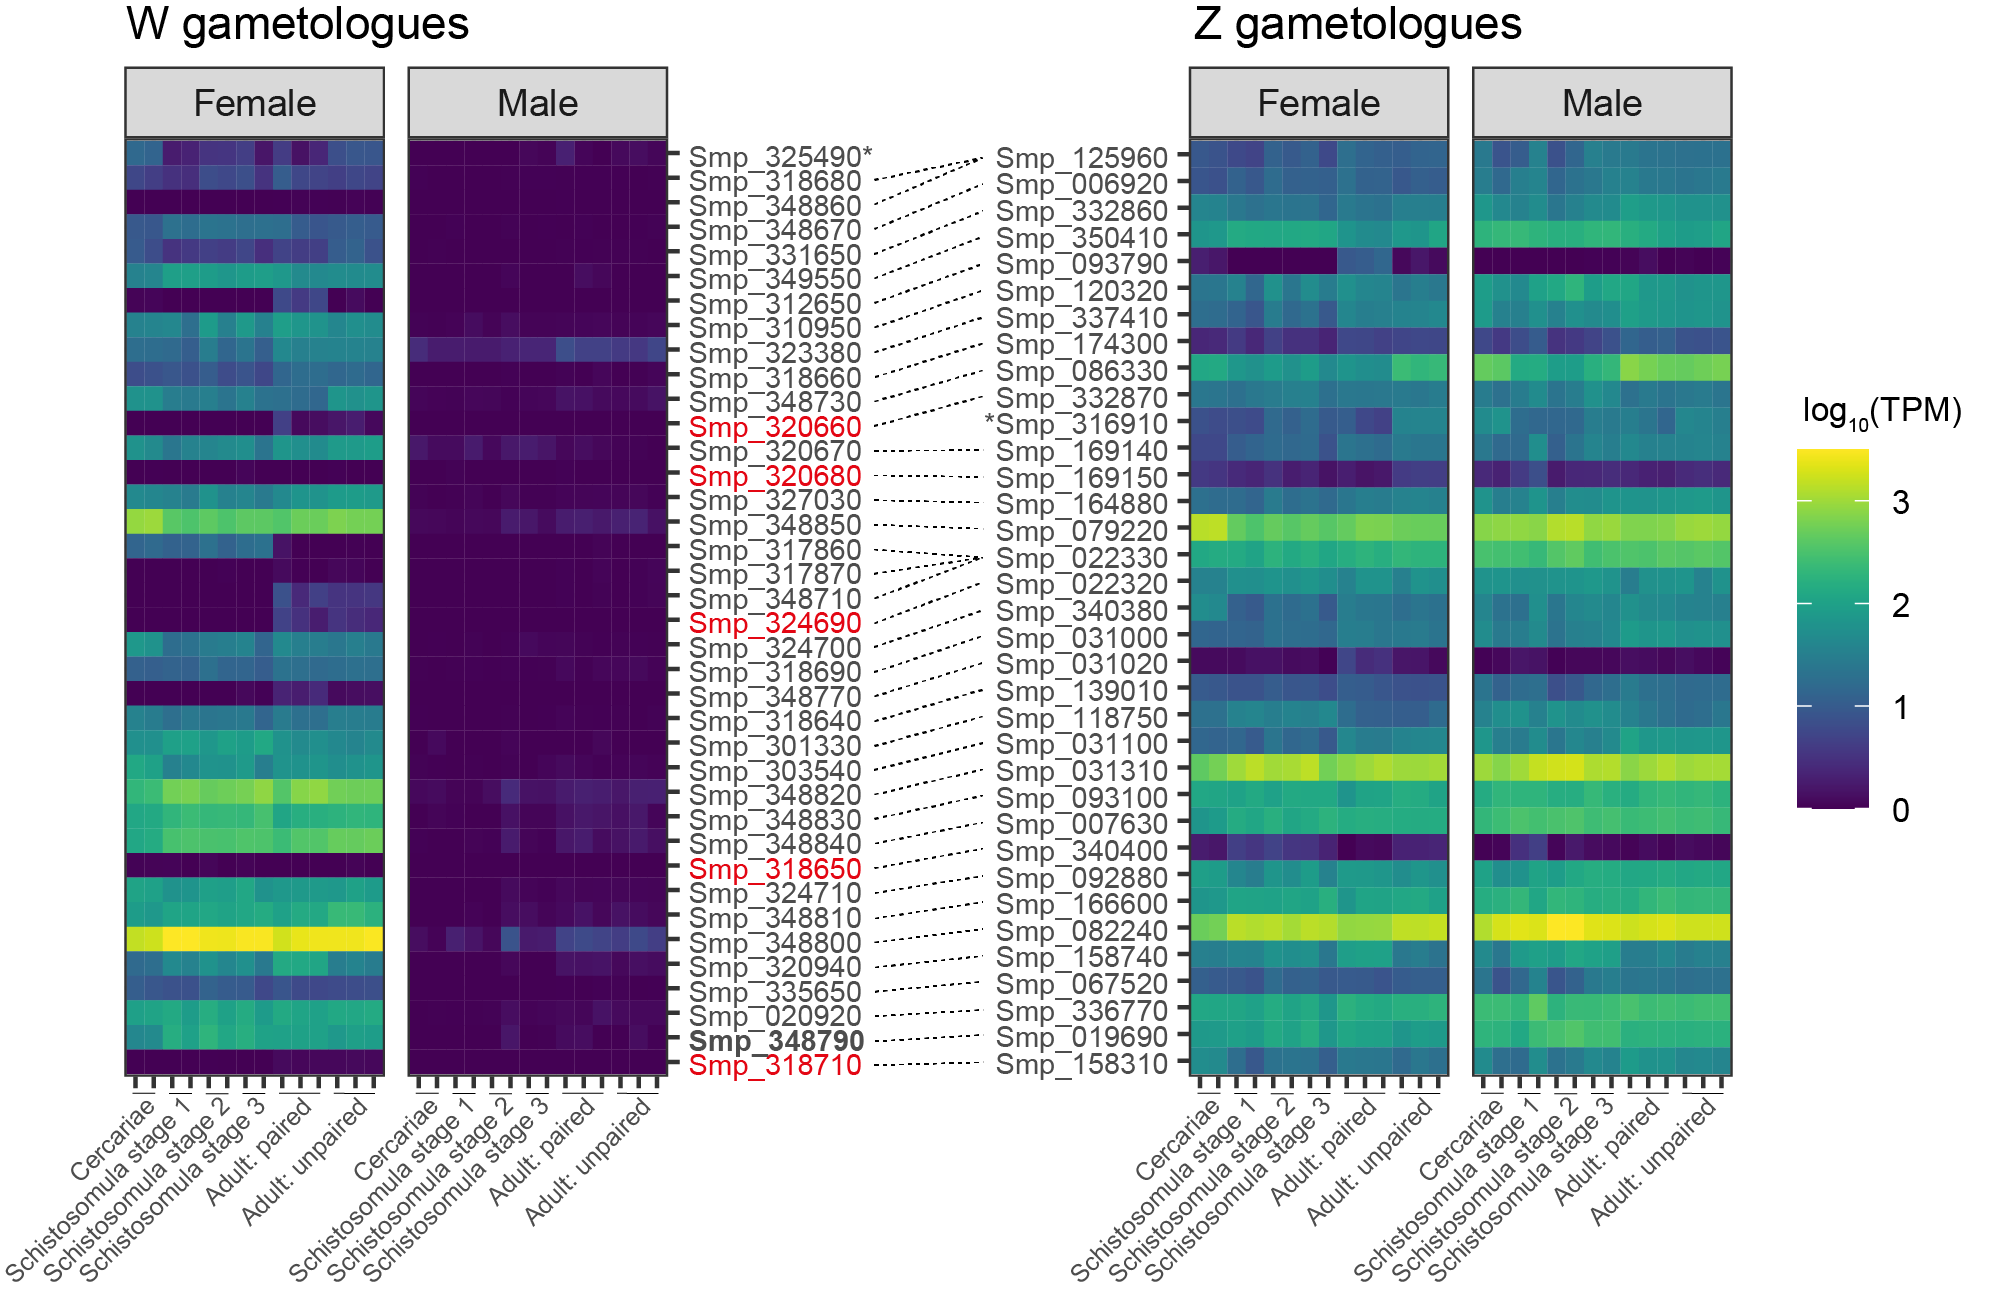 W gametologues
Z gametologues
Female
Male
Female
Male
Smp_325490*
Smp_318680
Smp_348860
Smp_348670
Smp_331650
Smp_349550
Smp_312650
Smp_310950
Smp_323380
Smp_318660
Smp_348730
Smp_320660
Smp_320670
Smp_320680
Smp_327030
Smp_348850
Smp_317860
Smp_317870
Smp_348710
Smp_324690
Smp_324700
Smp_318690
Smp_348770
Smp_318640
Smp_301330
Smp_303540
Smp_348820
Smp_348830
Smp_348840
Smp_318650
Smp_324710
Smp_348810
Smp_348800
Smp_320940
Smp_335650
Smp_020920
Smp_348790
Smp_318710
Smp_125960
Smp_006920
Smp_332860
Smp_350410
Smp_093790
Smp_120320
Smp_337410
Smp_174300
Smp_086330
Smp_332870
*Smp_316910
Smp_169140
Smp_169150
Smp_164880
Smp_079220
Smp_022330
Smp_022320
Smp_340380
Smp_031000
Smp_031020
Smp_139010
Smp_118750
Smp_031100
Smp_031310
Smp_093100
Smp_007630
Smp_340400
Smp_092880
Smp_166600
Smp_082240
Smp_158740
Smp_067520
Smp_336770
Smp_019690
Smp_158310
log10(TPM)
3
2
1
0
Cercariae
Schistosomula stage 1
Schistosomula stage 2
Schistosomula stage 3
Adult: paired
Adult: unpaired
Cercariae
Schistosomula stage 1
Schistosomula stage 2
Schistosomula stage 3
Adult: paired
Adult: unpaired
Cercariae
Schistosomula stage 1
Schistosomula stage 2
Schistosomula stage 3
Adult: paired
Adult: unpaired
Cercariae
Schistosomula stage 1
Schistosomula stage 2
Schistosomula stage 3
Adult: paired
Adult: unpaired